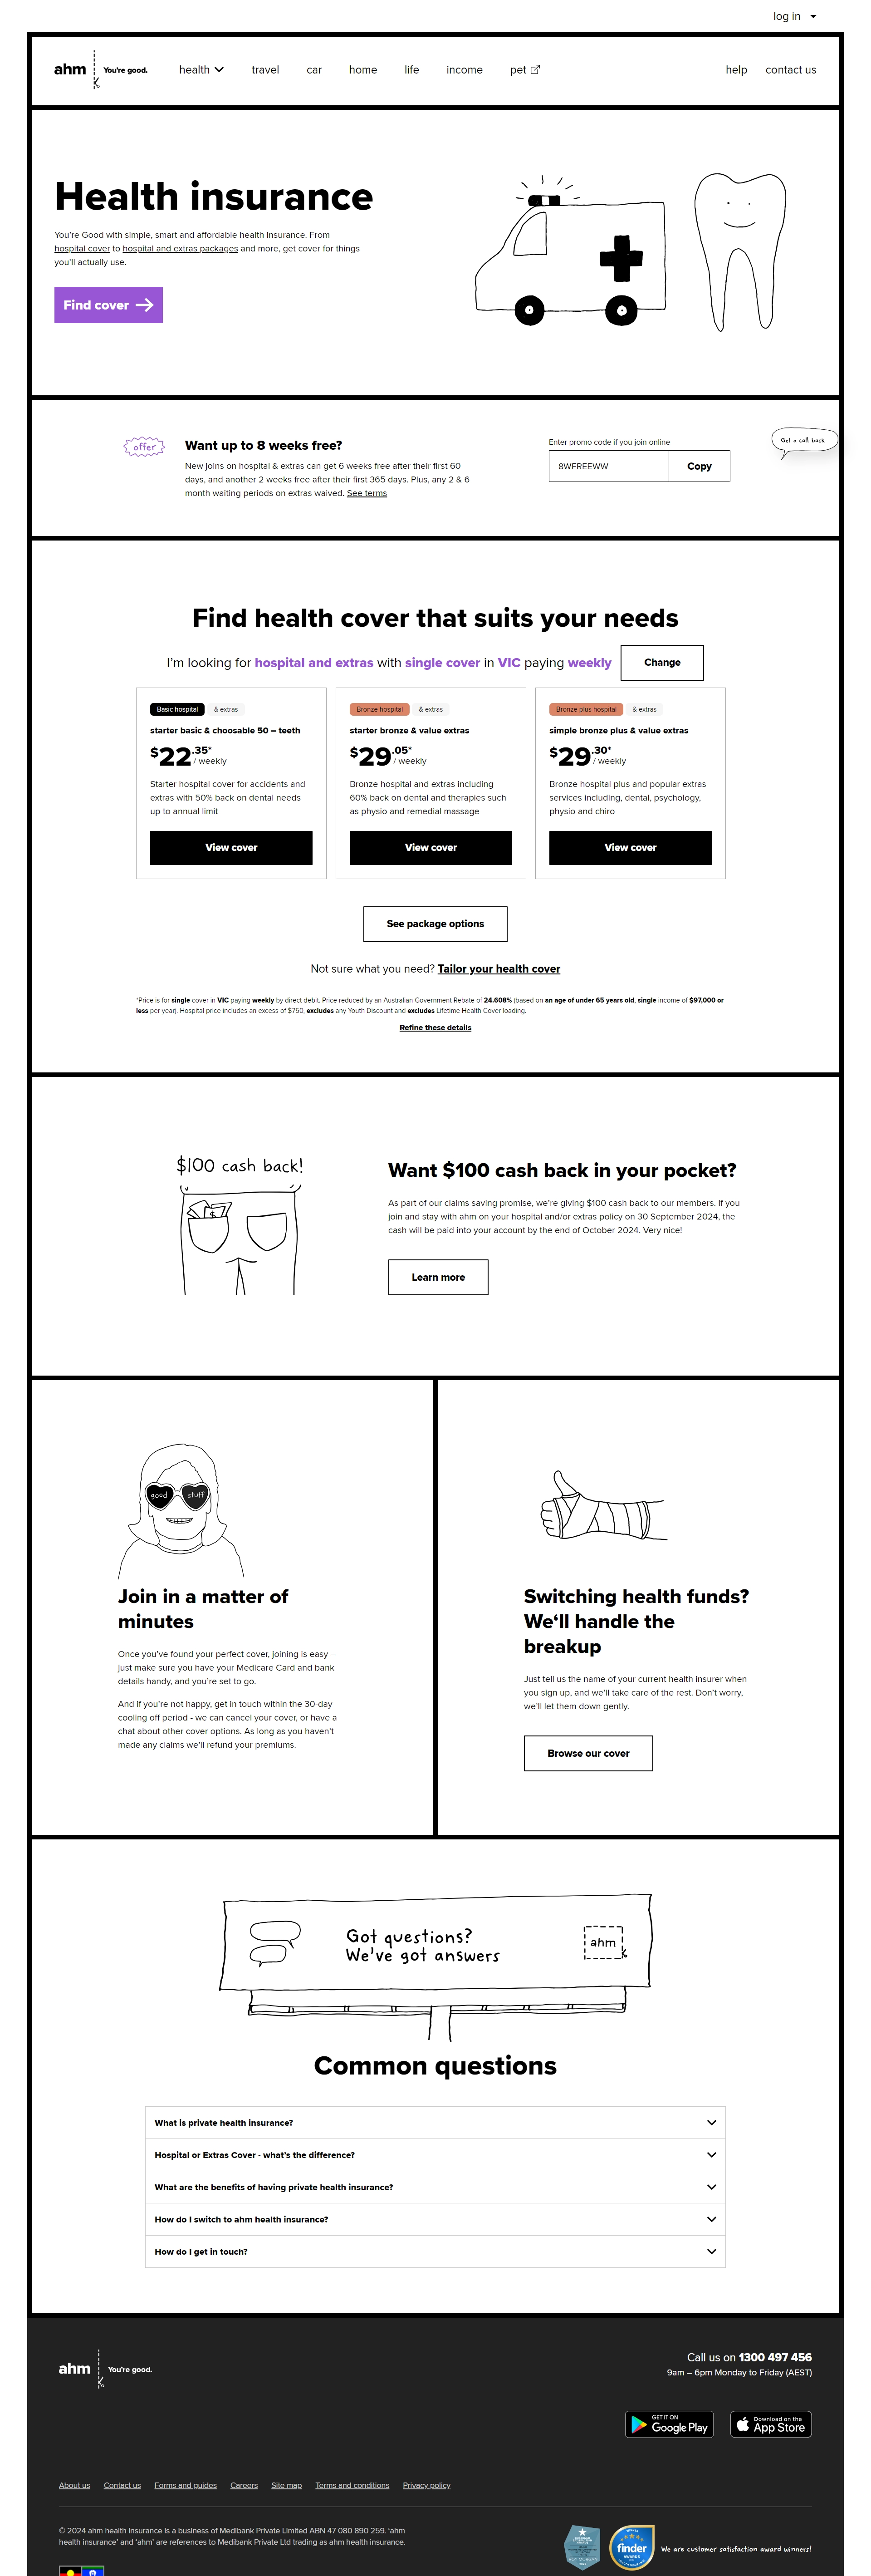 log in
ahm You're good.
health travel car home life income pet help contact us
Health insurance
You're Good with simple, smart and affordable health insurance. From
hospital cover to hospital and extras packages and more, get cover for things
you'll actually use.
Find cover
offer
Want up to 8 weeks free?
New joins on hospital & extras can get 6 weeks free after their first 60
days, and another 2 weeks free after their first 365 days. Plus, any 2 & 6
month waiting periods on extras waived. See terms
Enter promo code if you join online
8WFREEWW Copy
Get a call back
Find health cover that suits your needs
I'm looking for hospital and extras with single cover in VIC paying weekly Change
Basic hospital & extras
starter basic & choosable 50 – teeth
$22.35* / weekly
Starter hospital cover for accidents and
extras with 50% back on dental needs
up to annual limit
View cover
Bronze hospital & extras
starter bronze & value extras
$29.05* / weekly
Bronze hospital and extras including
60% back on dental and therapies such
as physio and remedial massage
View cover
Bronze plus hospital & extras
simple bronze plus & value extras
$29.30* / weekly
Bronze hospital plus and popular extras
services including, dental, psychology,
physio and chiro
View cover
See package options
Not sure what you need? Tailor your health cover
*Price is for single cover in VIC paying weekly by direct debit. Price reduced by an Australian Government Rebate of 24.608% (based on an age of under 65 years old, single income of $97,000 or
less per year). Hospital price includes an excess of $750, excludes any Youth Discount and excludes Lifetime Health Cover loading.
Refine these details
$100 cash back!
$
Want $100 cash back in your pocket?
As part of our claims saving promise, we're giving $100 cash back to our members. If you
join and stay with ahm on your hospital and/or extras policy on 30 September 2024, the
cash will be paid into your account by the end of October 2024. Very nice!
Learn more
good stuff
Join in a matter of
minutes
Once you've found your perfect cover, joining is easy –
just make sure you have your Medicare Card and bank
details handy, and you're set to go.
And if you're not happy, get in touch within the 30-day
cooling off period - we can cancel your cover, or have a
chat about other cover options. As long as you haven't
made any claims we'll refund your premiums.
Switching health funds?
We‘ll handle the
breakup
Just tell us the name of your current health insurer when
you sign up, and we'll take care of the rest. Don't worry,
we'll let them down gently.
Browse our cover
Got questions?
We've got answers
ahm
Common questions
What is private health insurance?
Hospital or Extras Cover - what's the difference?
What are the benefits of having private health insurance?
How do I switch to ahm health insurance?
How do I get in touch?
ahm You're good.
Call us on 1300 497 456
9am – 6pm Monday to Friday (AEST)
GET IT ON
Google Play
Download on the
App Store
About us Contact us Forms and guides Careers Site map Terms and conditions Privacy policy
© 2024 ahm health insurance is a business of Medibank Private Limited ABN 47 080 890 259. 'ahm
health insurance' and 'ahm' are references to Medibank Private Ltd trading as ahm health insurance.
finder
AWARDS
We are customer satisfaction award winners!